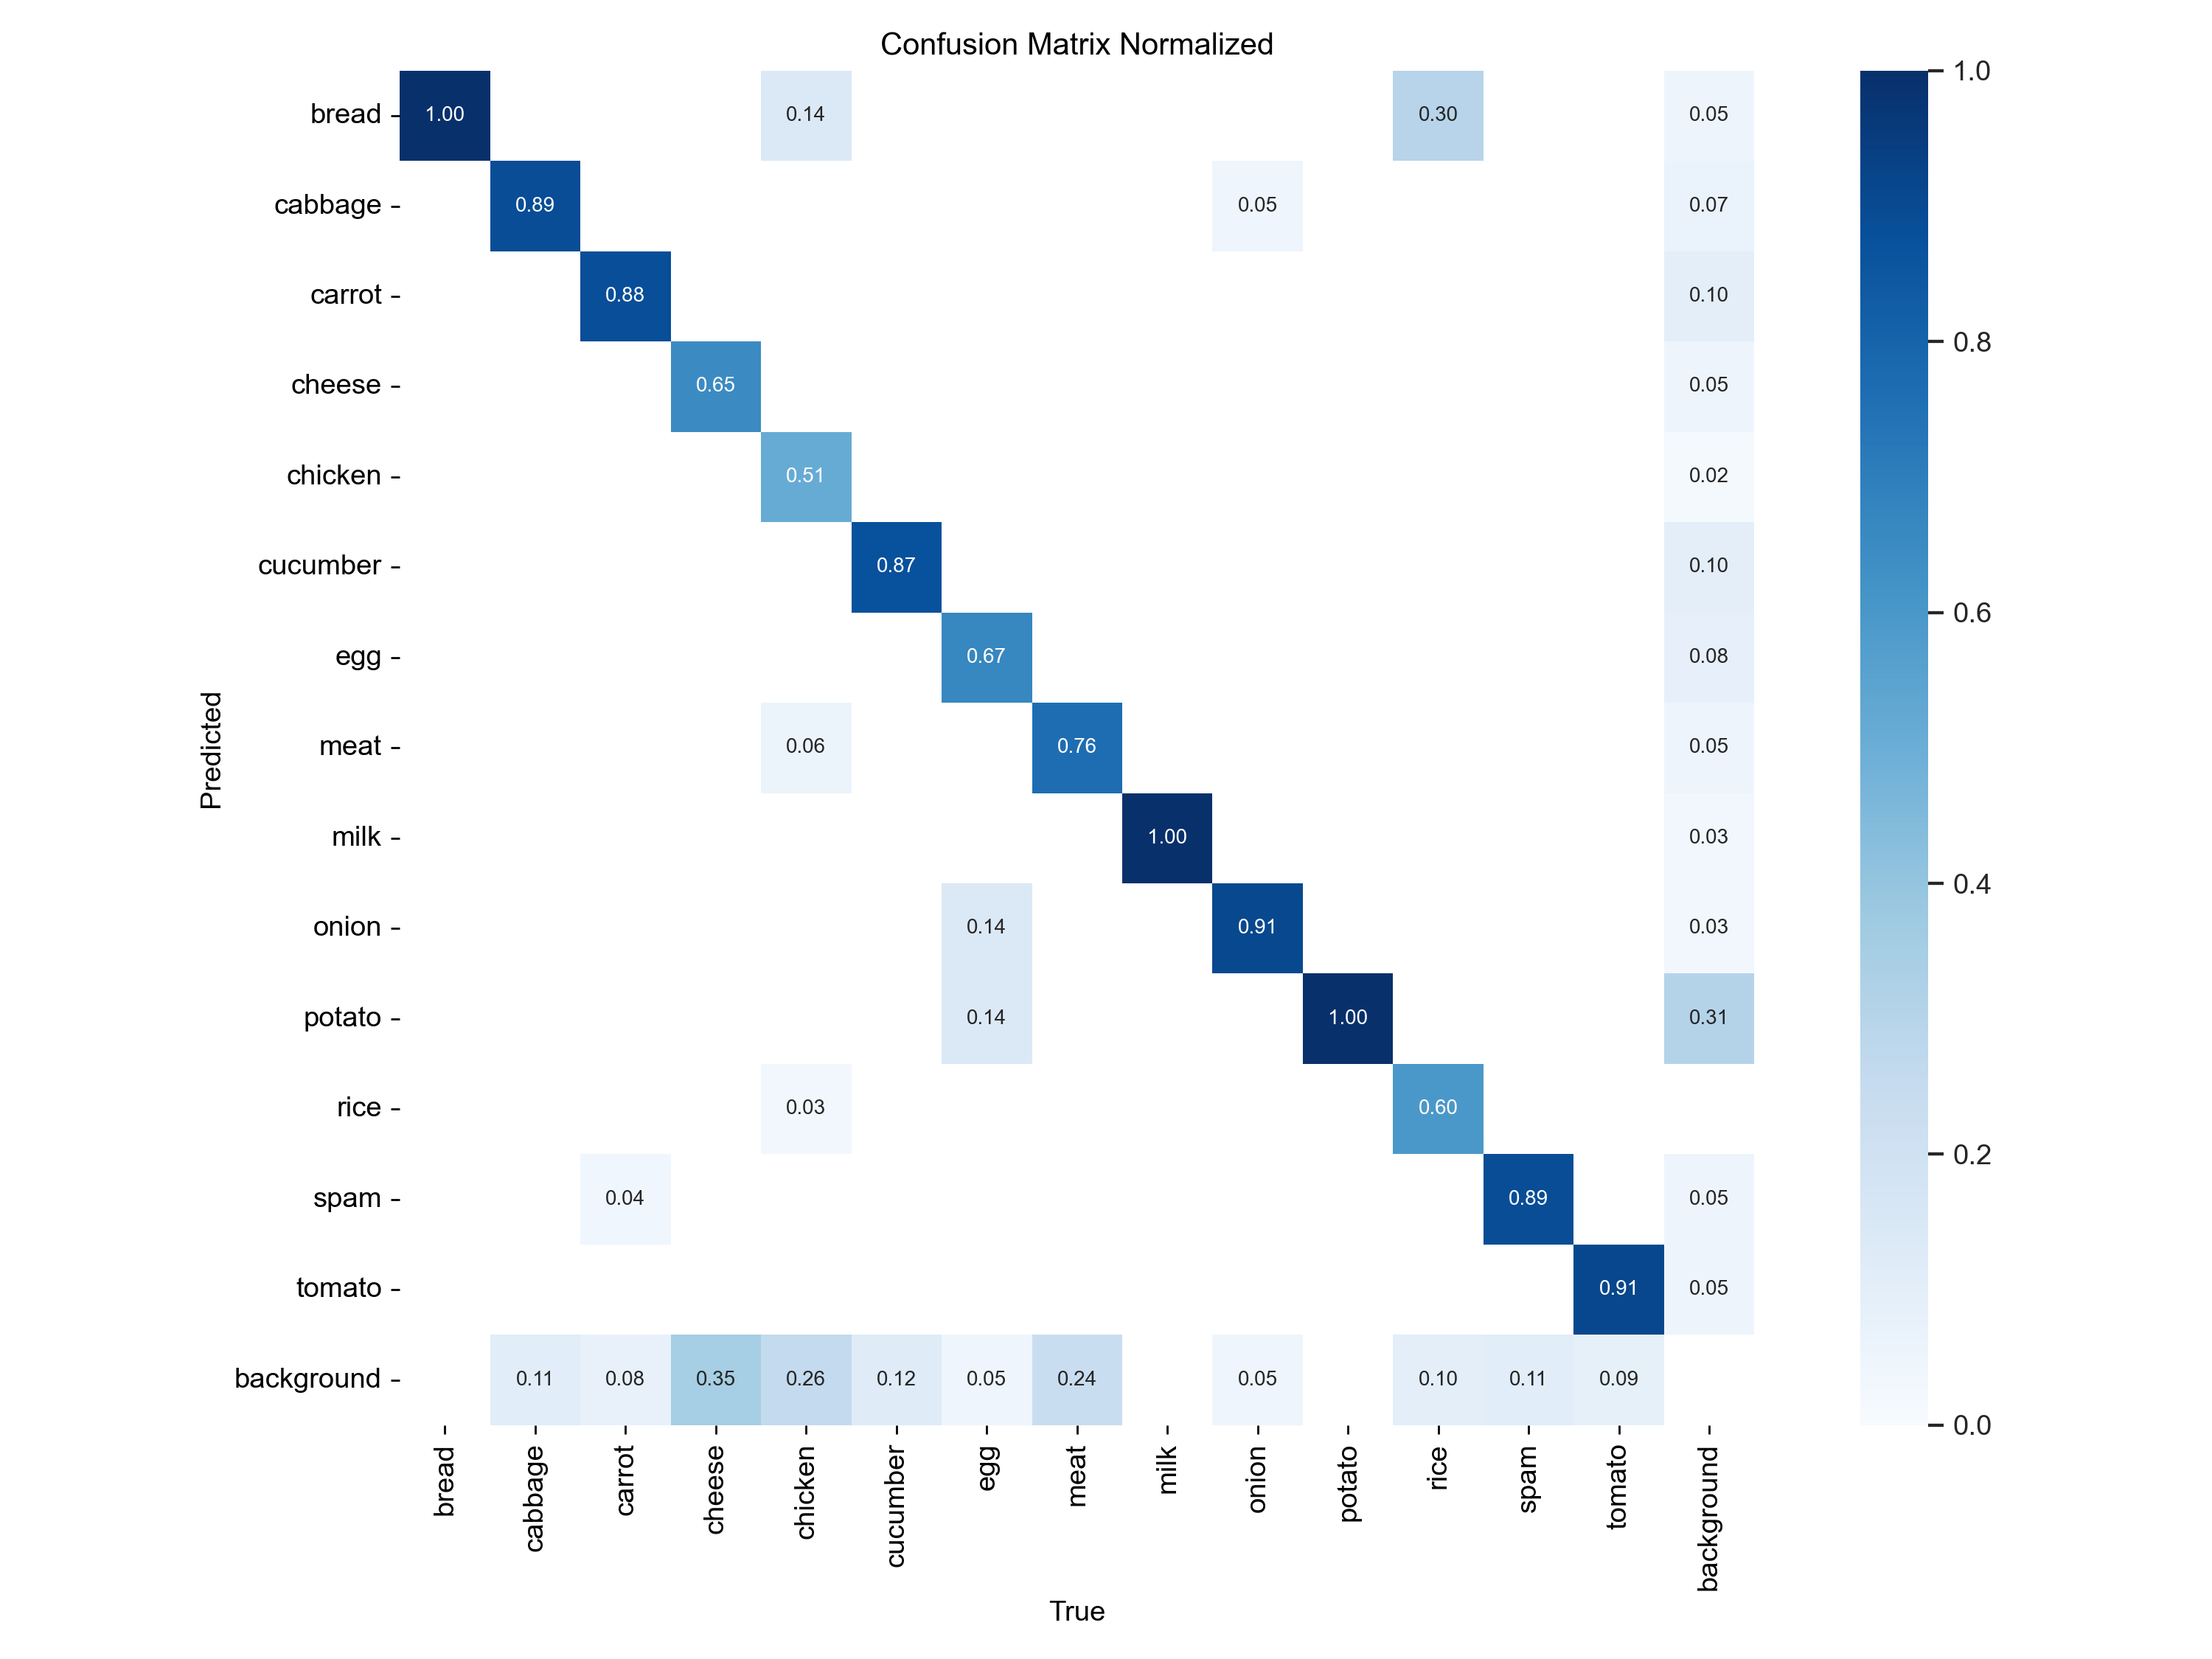 Confusion Matrix Normalized
bread 1.00 0.14 0.30 0.05
cabbage 0.89 0.05 0.07
carrot 0.88 0.10
cheese 0.65 0.05
chicken 0.51 0.02
cucumber 0.87 0.10
egg 0.67 0.08
meat 0.06 0.76 0.05
milk 1.00 0.03
onion 0.14 0.91 0.03
potato 0.14 1.00 0.31
rice 0.03 0.60
spam 0.04 0.89 0.05
tomato 0.91 0.05
background 0.11 0.08 0.35 0.26 0.12 0.05 0.24 0.05 0.10 0.11 0.09
Predicted
bread cabbage carrot cheese chicken cucumber egg meat milk onion potato rice spam tomato background
True
1.0
0.8
0.6
0.4
0.2
0.0